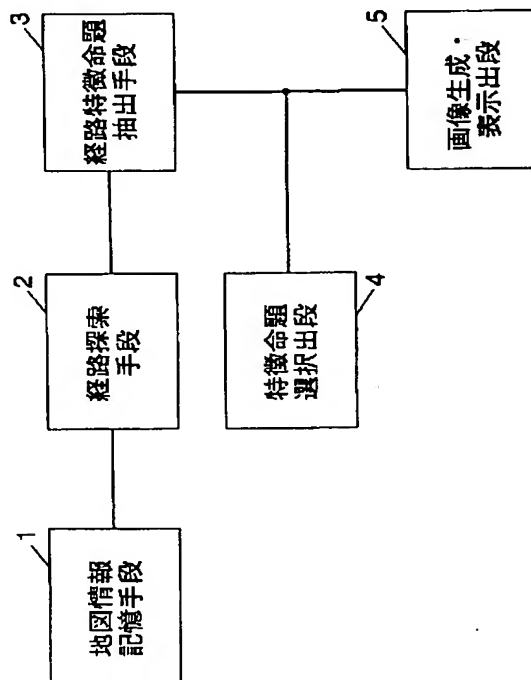 1
地図情報
記憶手段
2
経路探索
手段
3
経路特徴命題
抽出手段
4
特徴命題
選択出段
5
画像生成・
表示出段